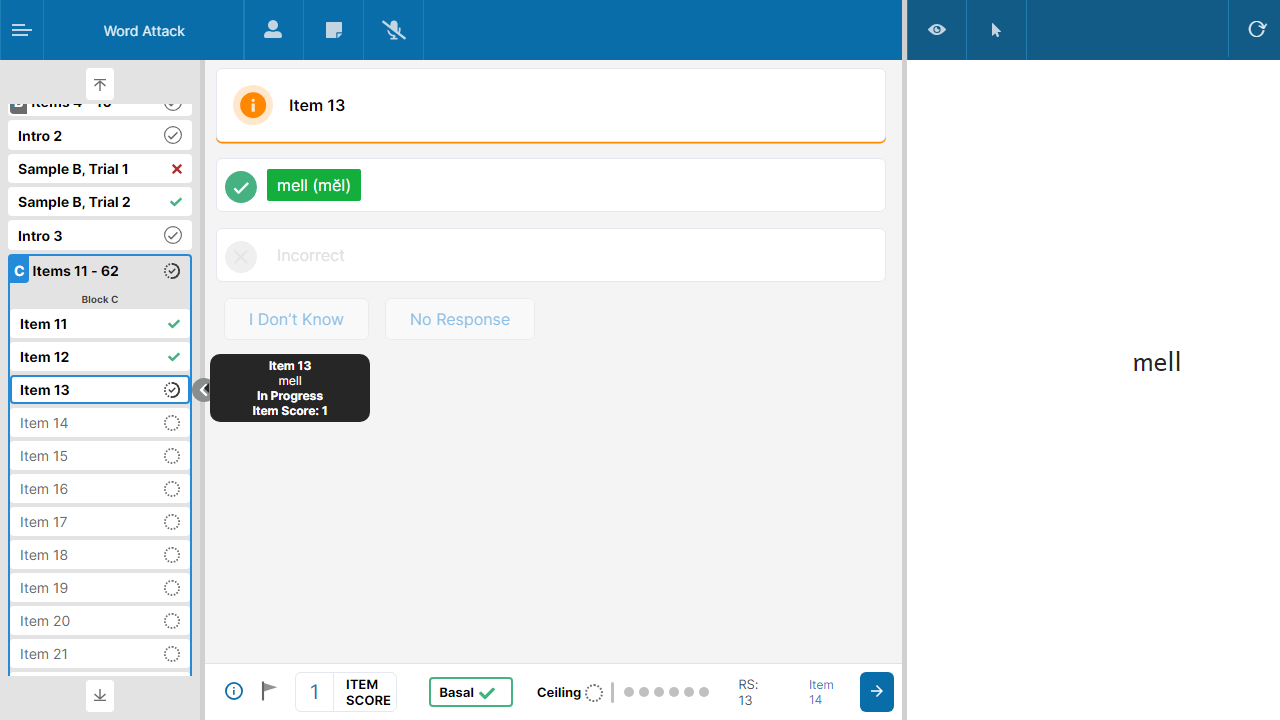 Word Attack
Items 4 - 10
Intro 2
Sample B, Trial 1
Sample B, Trial 2
Intro 3
C Items 11 - 62
Block C
Item 11
Item 12
Item 13
Item 14
Item 15
Item 16
Item 17
Item 18
Item 19
Item 20
Item 21
Item 13
mell (mĕl)
Incorrect
I Don't Know
No Response
Item 13
mell
In Progress
Item Score: 1
1
ITEM
SCORE
Basal
Ceiling
RS:
13
Item
14
mell